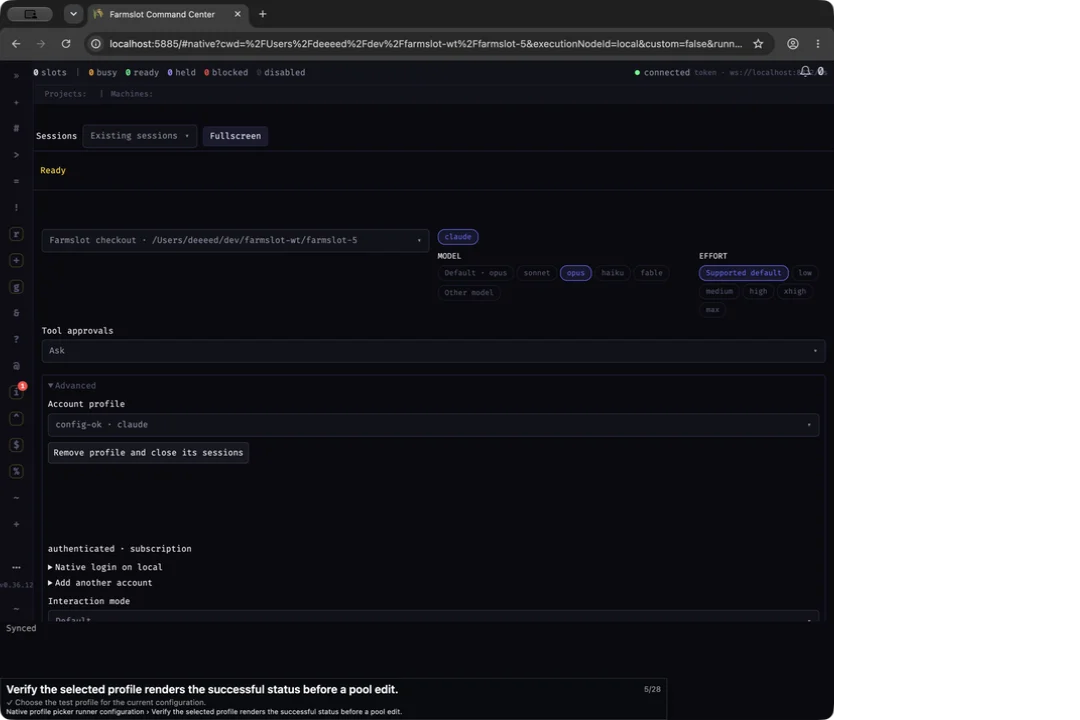 Farmslot Command Center
localhost:5885/#native?cwd=%2FUsers%2Fdeeeed%2Fdev%2Ffarmslot-wt%2Ffarmslot-5&executionNodeId=local&custom=false&runn...
0 slots | 0 busy 0 ready 0 held 0 blocked 0 disabled
connected token · ws://localhost:
0
Projects: | Machines:
Sessions Existing sessions Fullscreen
Ready
Farmslot checkout · /Users/deeeed/dev/farmslot-wt/farmslot-5
claude
MODEL
Default · opus sonnet opus haiku fable
Other model
EFFORT
Supported default low
medium high xhigh
max
Tool approvals
Ask
Advanced
Account profile
config-ok · claude
Remove profile and close its sessions
authenticated · subscription
Native login on local
Add another account
Interaction mode
Default
v0.36.12
Synced
Verify the selected profile renders the successful status before a pool edit.
5/28
✓ Choose the test profile for the current configuration.
Native profile picker runner configuration › Verify the selected profile renders the successful status before a pool edit.